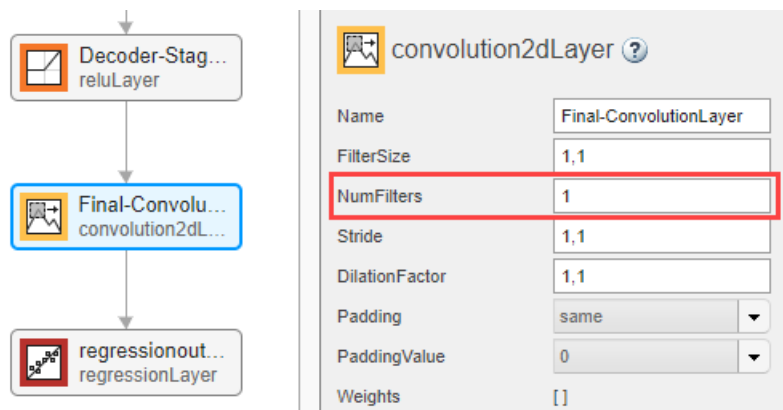 Decoder-Stag...
reluLayer
Final-Convolu...
convolution2dL...
regressionout...
regressionLayer
convolution2dLayer ?
Name Final-ConvolutionLayer
FilterSize 1,1
NumFilters 1
Stride 1,1
DilationFactor 1,1
Padding same
PaddingValue 0
Weights [ ]